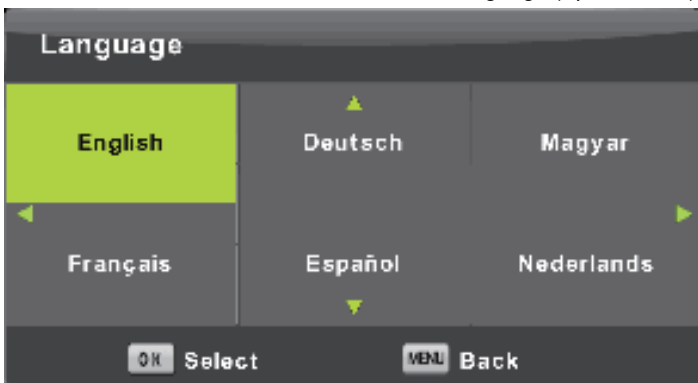 Language
English Deutsch Magyar
Français Español Nederlands
OK Select MENU Back